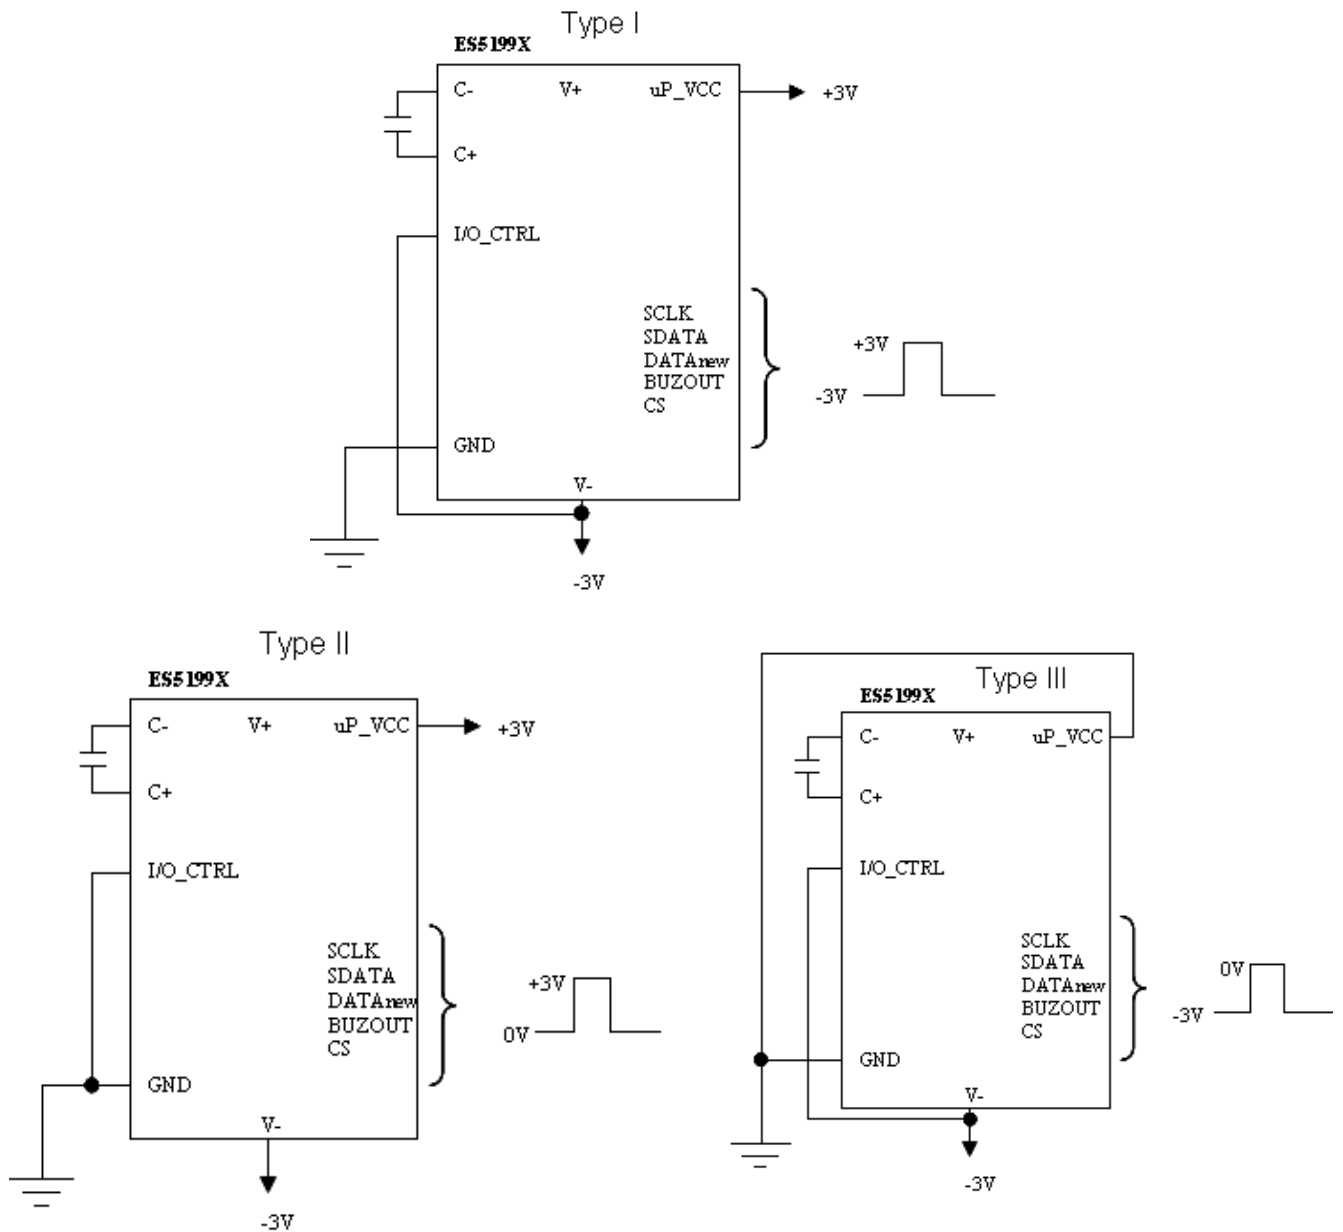 Type I
ES5199X
C- V+ uP_VCC
+3V
C+
I/O_CTRL
SCLK
SDATA
DATAnew
BUZOUT
CS
+3V
-3V
GND
V-
-3V
Type II
ES5199X
C- V+ uP_VCC
+3V
C+
I/O_CTRL
SCLK
SDATA
DATAnew
BUZOUT
CS
+3V
0V
GND
V-
-3V
Type III
ES5199X
C- V+ uP_VCC
C+
I/O_CTRL
SCLK
SDATA
DATAnew
BUZOUT
CS
0V
-3V
GND
V-
-3V